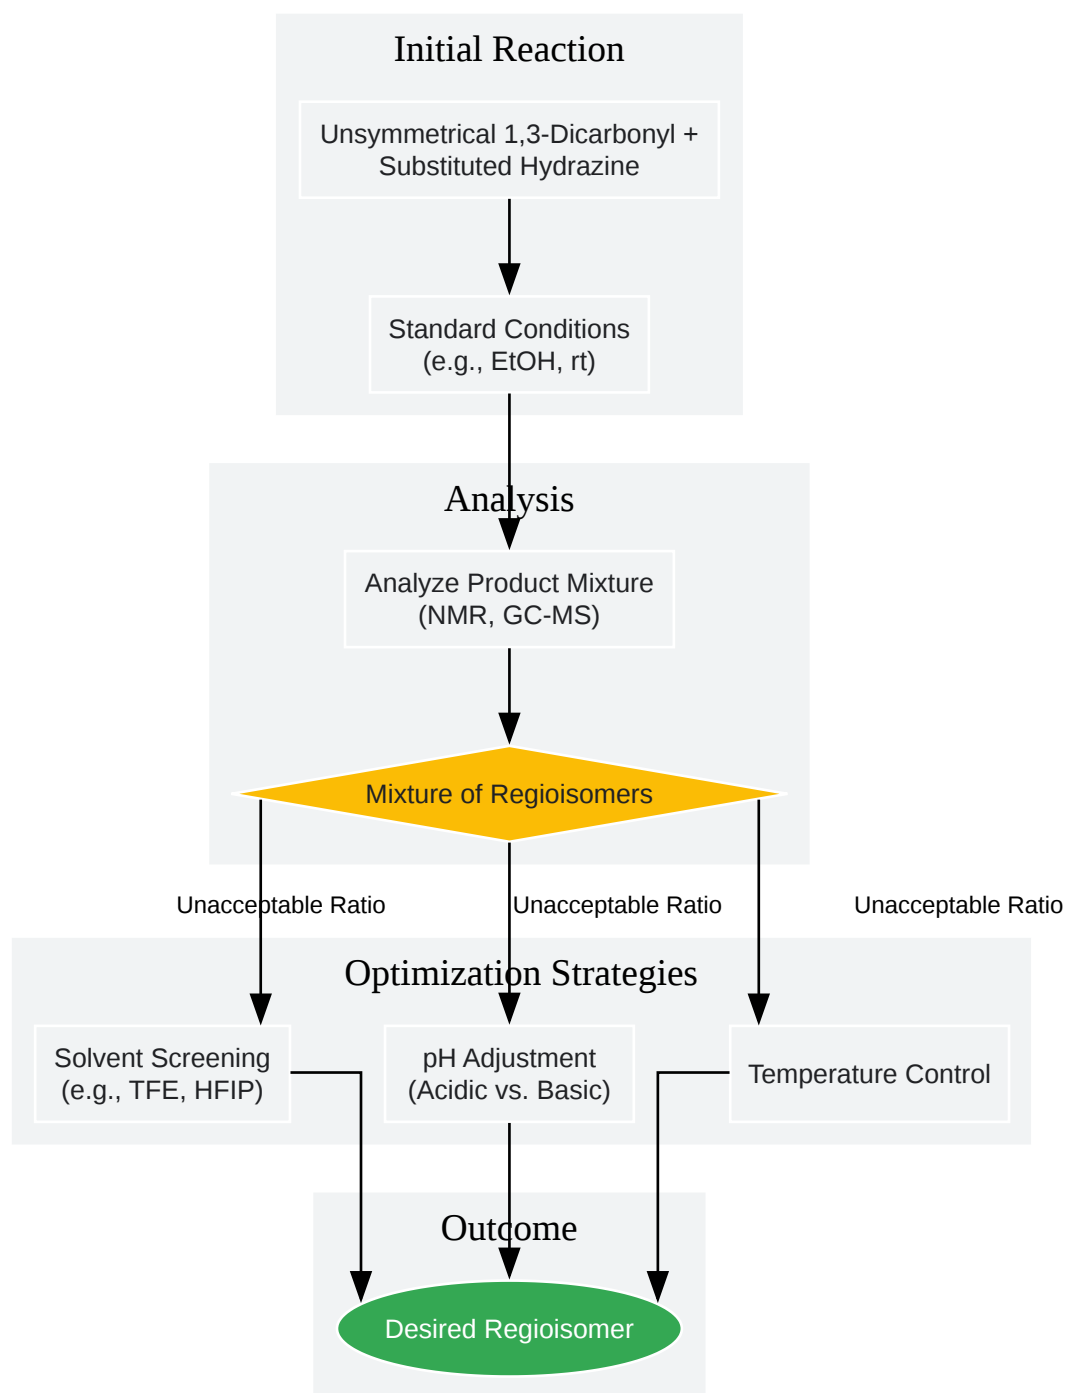 Initial Reaction
Unsymmetrical 1,3-Dicarbonyl +
Substituted Hydrazine
Standard Conditions
(e.g., EtOH, rt)
Analysis
Analyze Product Mixture
(NMR, GC-MS)
Mixture of Regioisomers
Unacceptable Ratio
Unacceptable Ratio
Unacceptable Ratio
Optimization Strategies
Solvent Screening
(e.g., TFE, HFIP)
pH Adjustment
(Acidic vs. Basic)
Temperature Control
Outcome
Desired Regioisomer